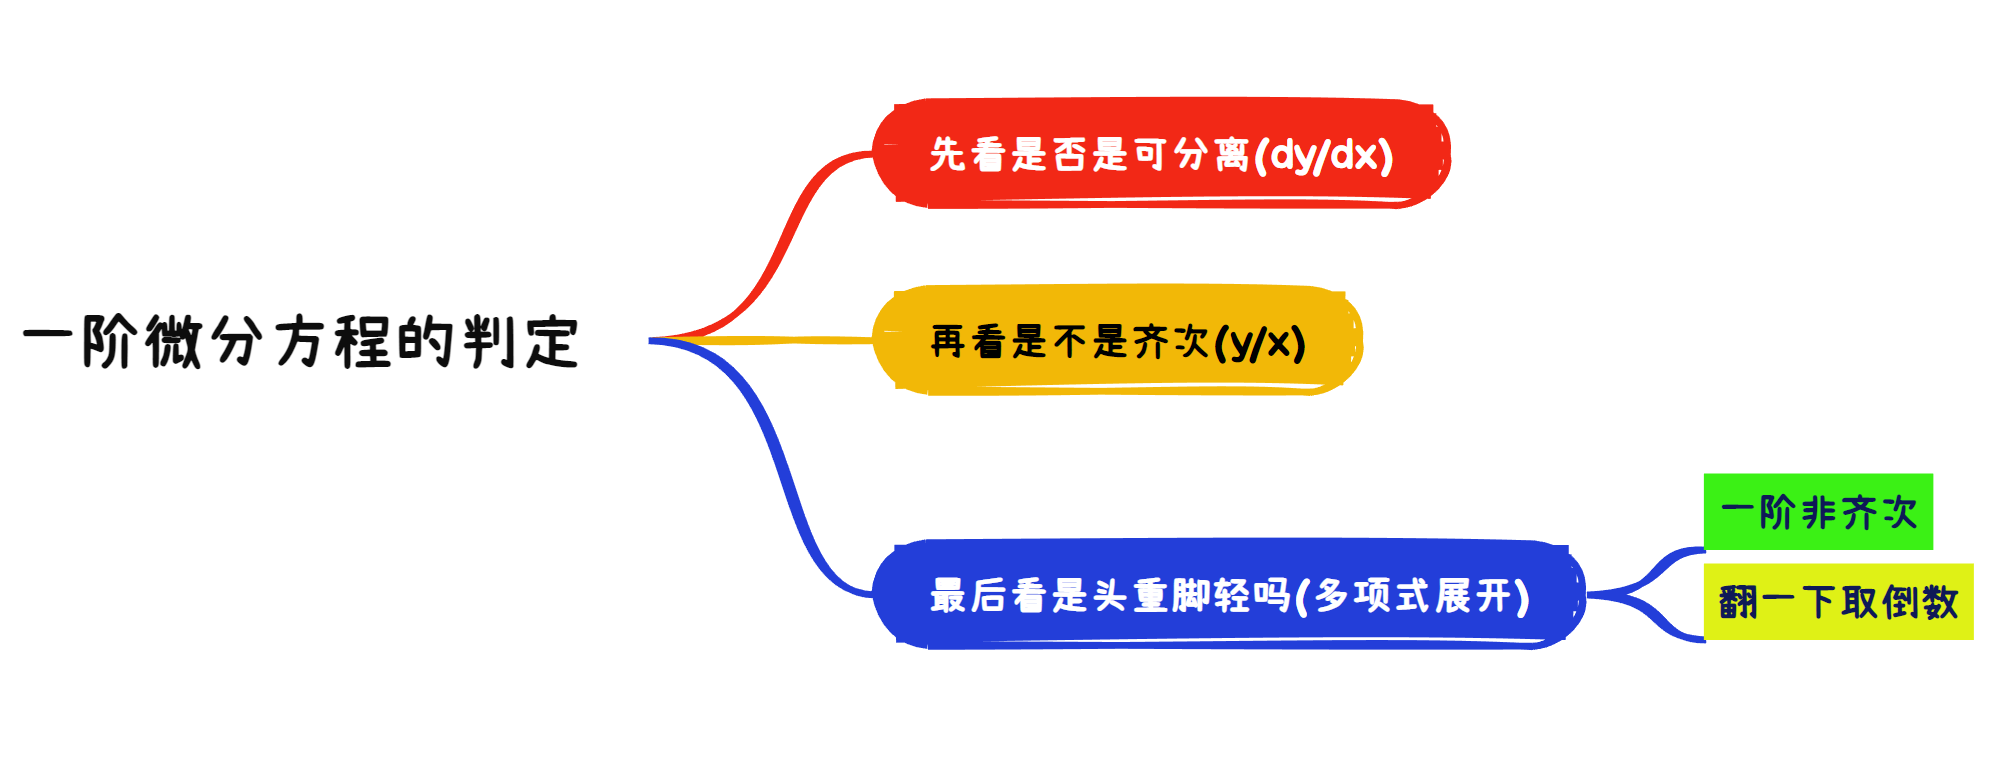 一阶微分方程的判定
先看是否是可分离(dy/dx)
再看是不是齐次(y/x)
最后看是头重脚轻吗(多项式展开)
一阶非齐次
翻一下取倒数